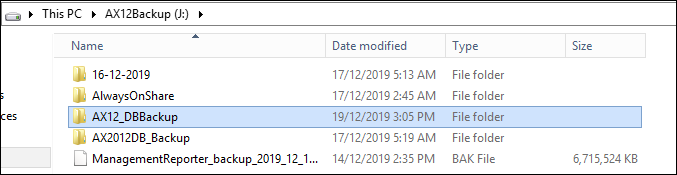 This PC AX12Backup (J:)
Name Date modified Type Size
16-12-2019 17/12/2019 5:13 AM File folder
AlwaysOnShare 17/12/2019 2:45 AM File folder
AX12_DBBackup 19/12/2019 3:05 PM File folder
ces AX2012DB_Backup 17/12/2019 5:19 AM File folder
ManagementReporter_backup_2019_12_1... 14/12/2019 2:35 PM BAK File 6,715,524 KB